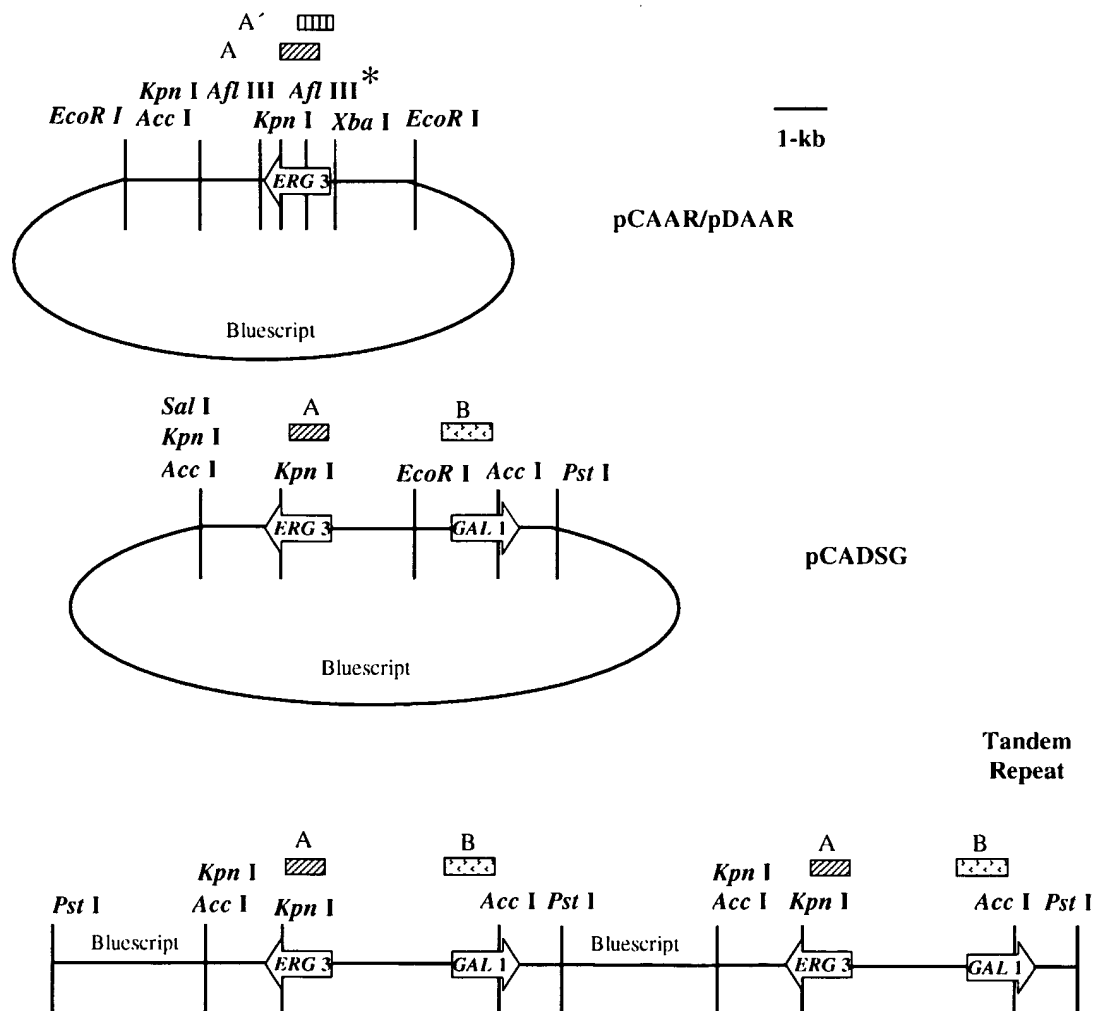 A´
A
Kpn I Afl III Afl III*
EcoR I Acc I Kpn I Xba I EcoR I
1-kb
ERG 3
pCAAR/pDAAR
Bluescript
Sal I
Kpn I
Acc I
A
B
Kpn I EcoR I Acc I Pst I
ERG 3 GAL 1
pCADSG
Bluescript
Tandem
Repeat
A B A B
Kpn I Kpn I
Pst I Acc I Kpn I Acc I Pst I Acc I Kpn I Acc I Pst I
Bluescript Bluescript
ERG 3 GAL 1 ERG 3 GAL 1